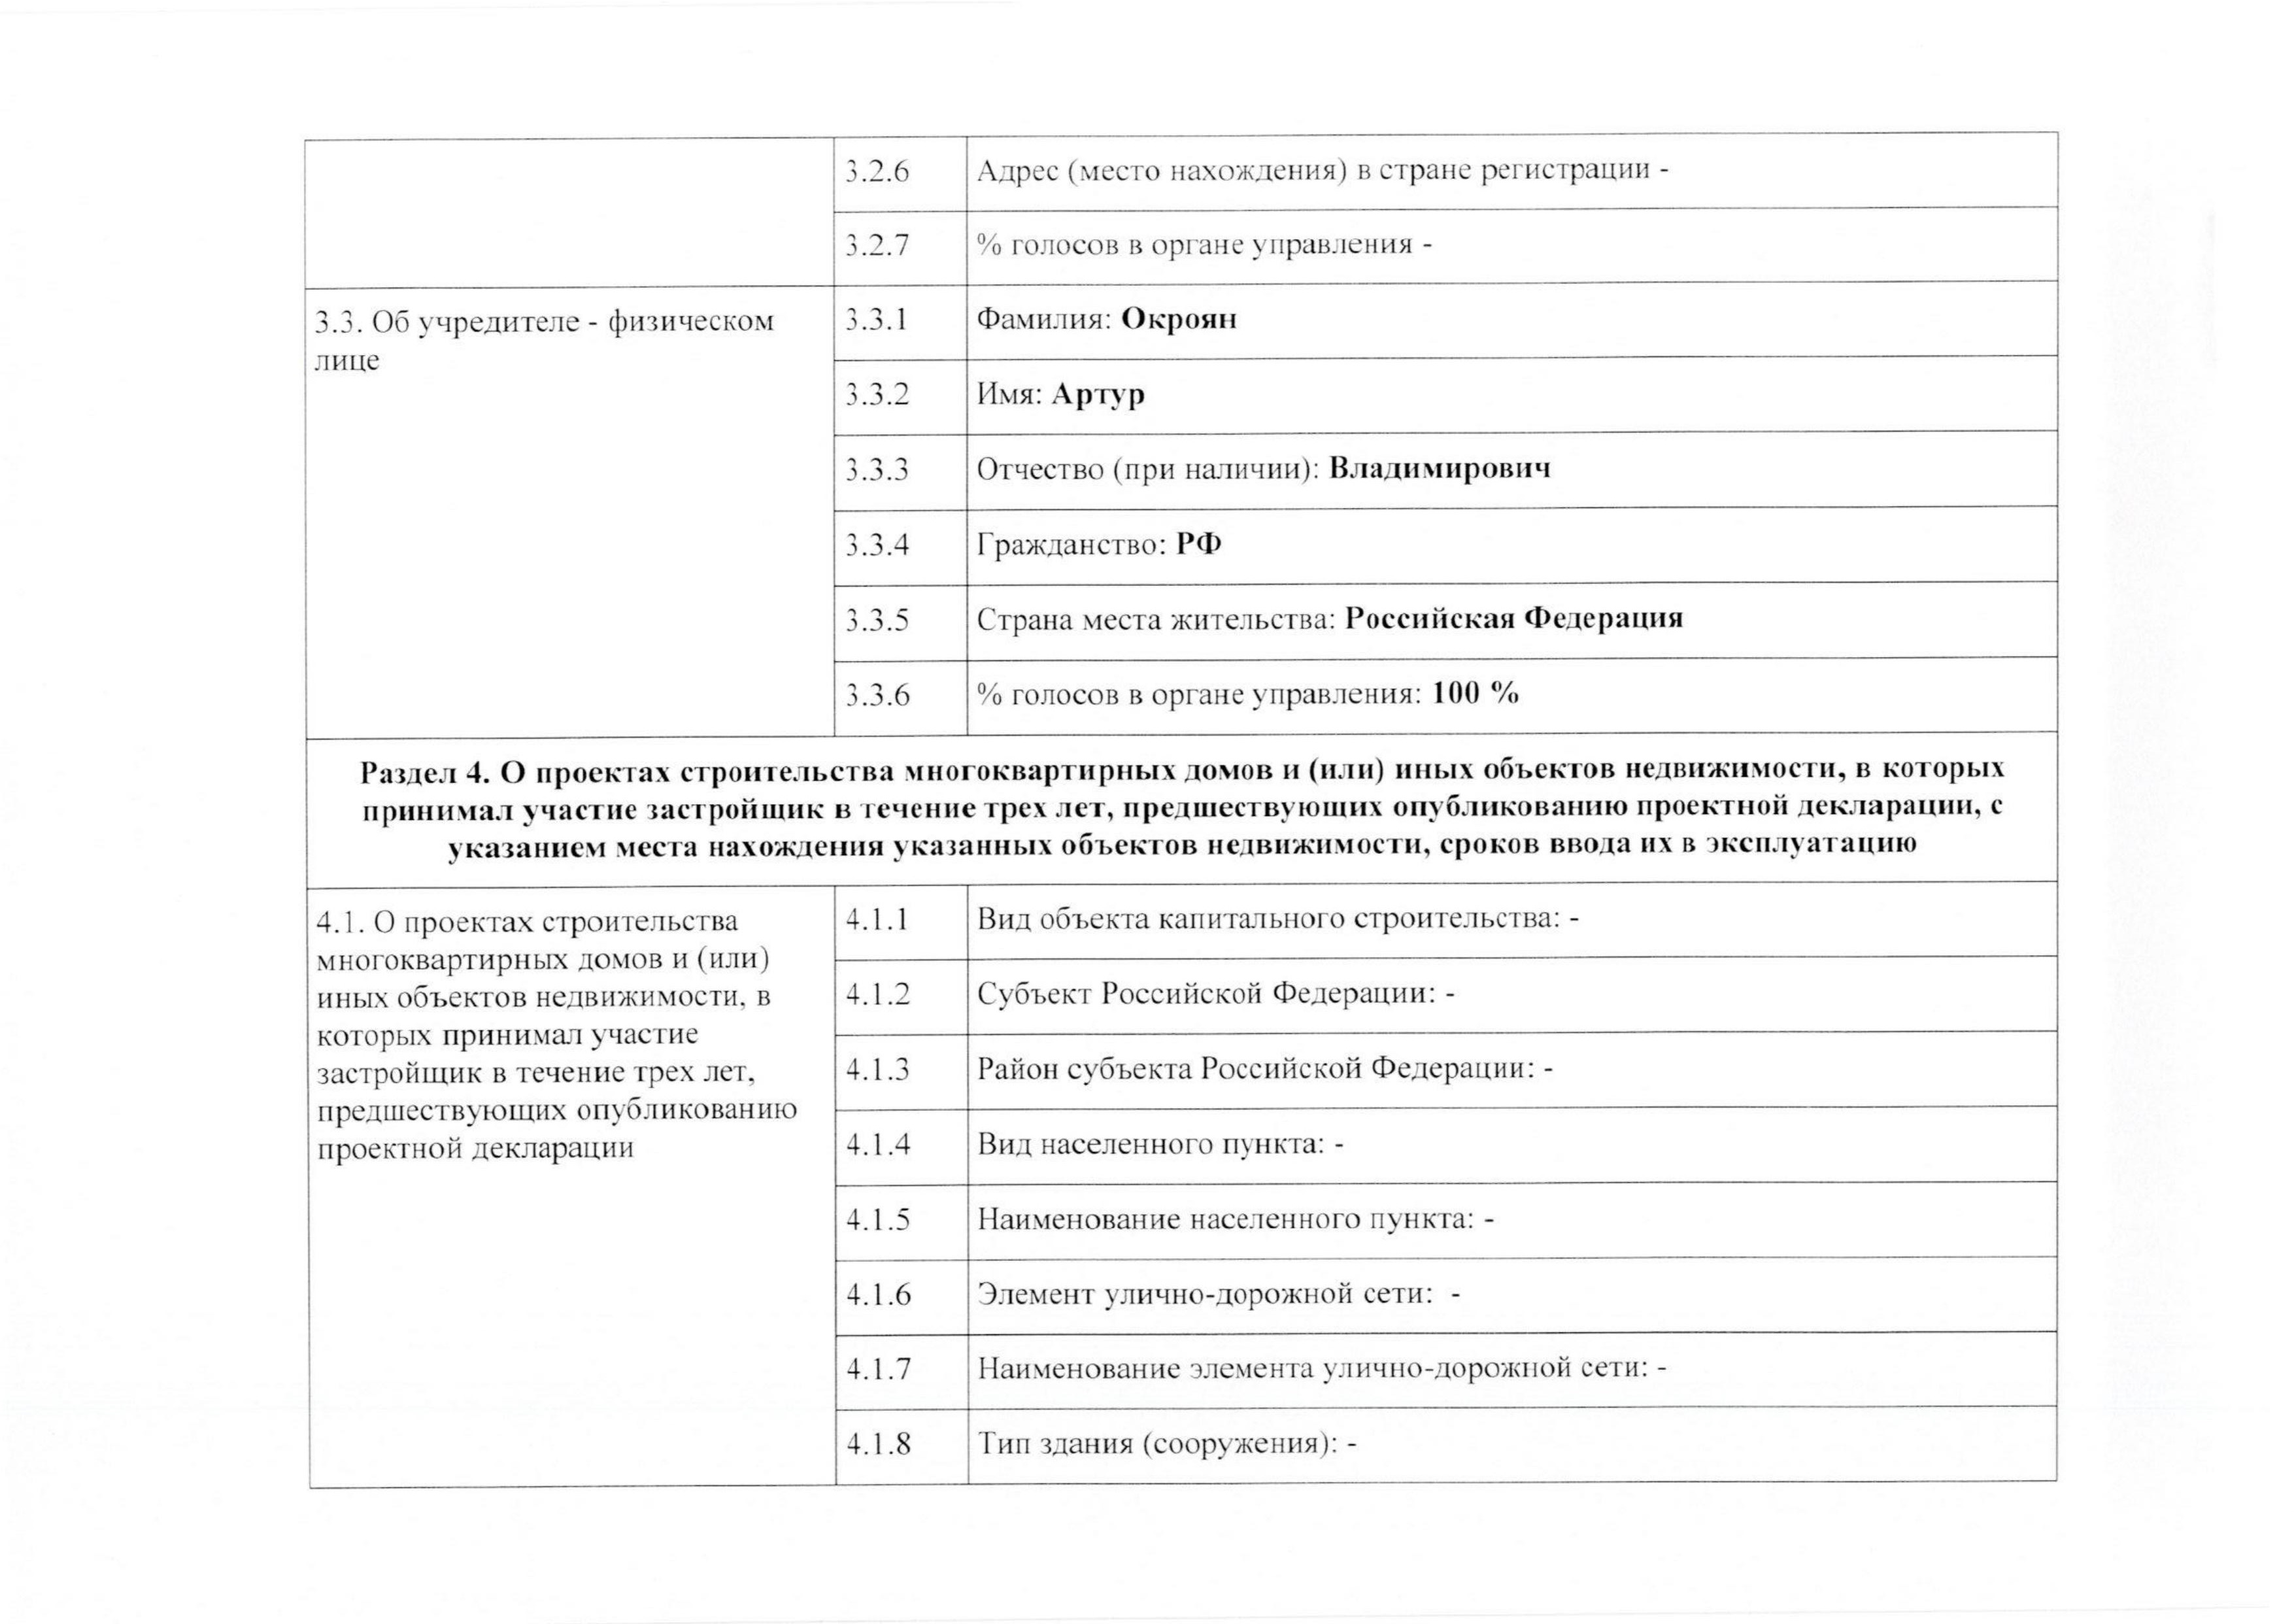 3.2.6 Адрес (место нахождения) в стране регистрации -
3.2.7 % голосов в органе управления -
3.3. Об учредителе - физическом
лице
3.3.1 Фамилия: Окроян
3.3.2 Имя: Артур
3.3.3 Отчество (при наличии): Владимирович
3.3.4 Гражданство: РФ
3.3.5 Страна места жительства: Российская Федерация
3.3.6 % голосов в органе управления: 100 %
Раздел 4. О проектах строительства многоквартирных домов и (или) иных объектов недвижимости, в которых
принимал участие застройщик в течение трех лет, предшествующих опубликованию проектной декларации, с
указанием места нахождения указанных объектов недвижимости, сроков ввода их в эксплуатацию
4.1. О проектах строительства
многоквартирных домов и (или)
иных объектов недвижимости, в
которых принимал участие
застройщик в течение трех лет,
предшествующих опубликованию
проектной декларации
4.1.1 Вид объекта капитального строительства: -
4.1.2 Субъект Российской Федерации: -
4.1.3 Район субъекта Российской Федерации: -
4.1.4 Вид населенного пункта: -
4.1.5 Наименование населенного пункта: -
4.1.6 Элемент улично-дорожной сети: -
4.1.7 Наименование элемента улично-дорожной сети: -
4.1.8 Тип здания (сооружения): -